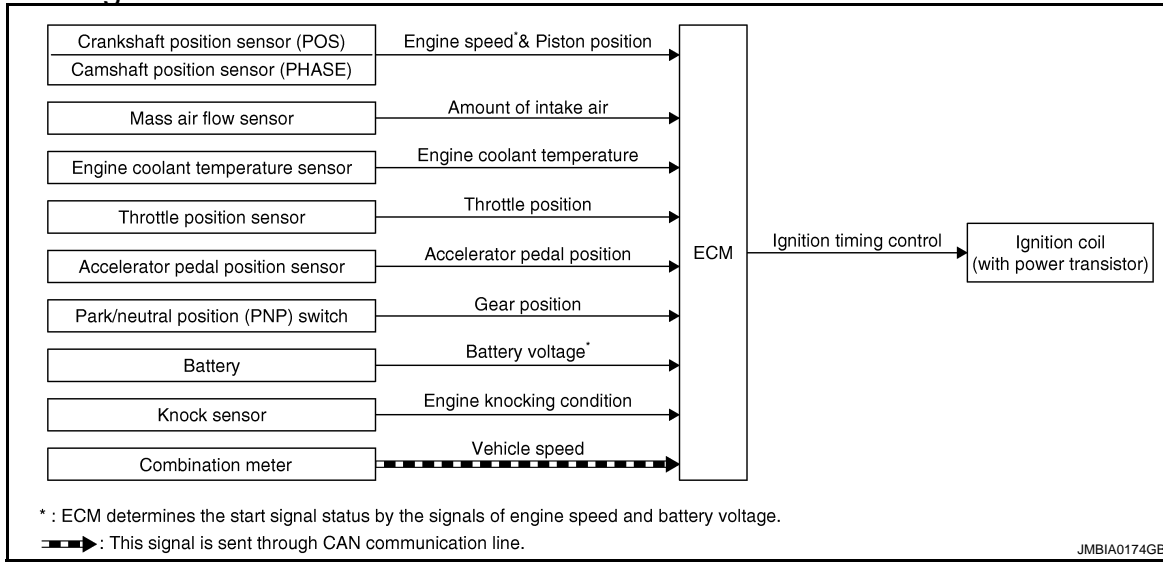 Crankshaft position sensor (POS)
Camshaft position sensor (PHASE)
Engine speed*& Piston position
Mass air flow sensor
Amount of intake air
Engine coolant temperature sensor
Engine coolant temperature
Throttle position sensor
Throttle position
Accelerator pedal position sensor
Accelerator pedal position
Park/neutral position (PNP) switch
Gear position
Battery
Battery voltage*
Knock sensor
Engine knocking condition
Combination meter
Vehicle speed
ECM
Ignition timing control
Ignition coil
(with power transistor)
* : ECM determines the start signal status by the signals of engine speed and battery voltage.
: This signal is sent through CAN communication line.
JMBIA0174GB